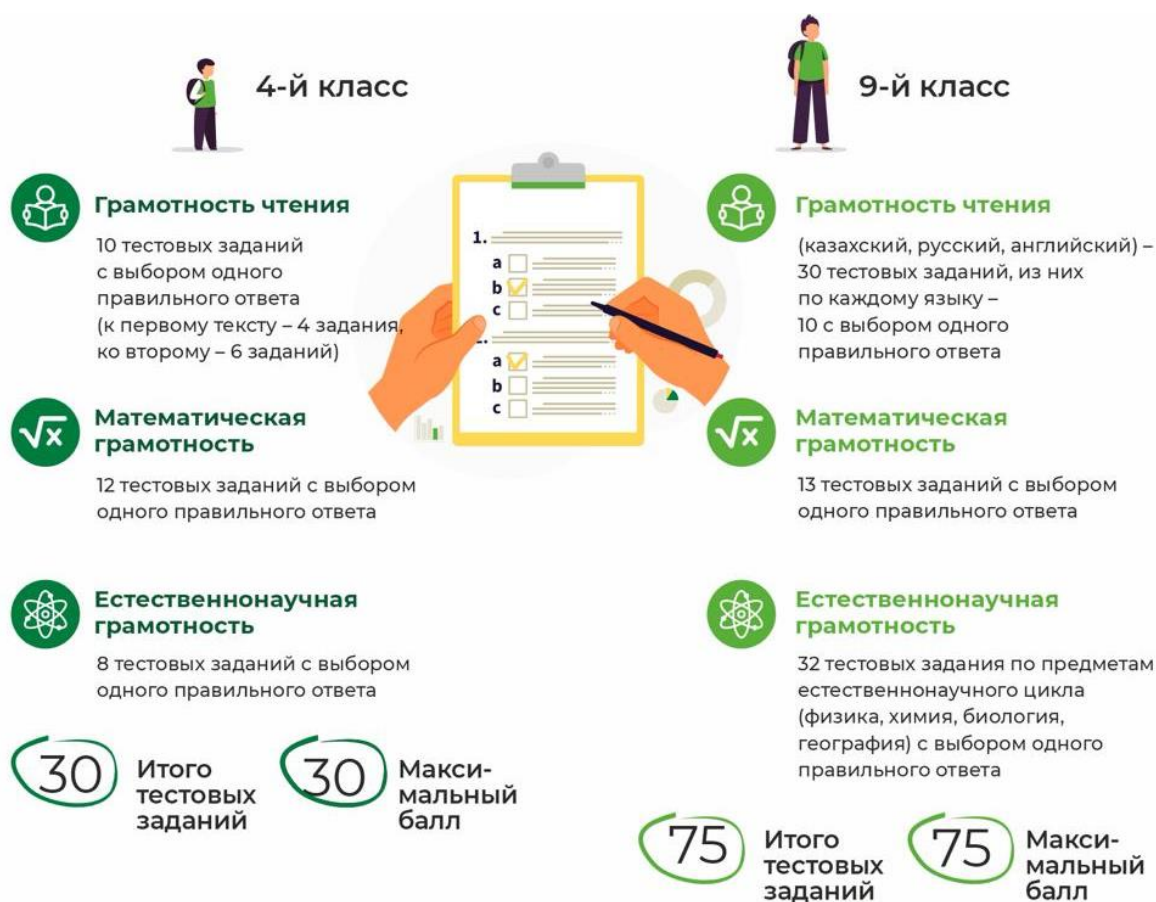 4-й класс
Грамотность чтения
10 тестовых заданий
с выбором одного
правильного ответа
(к первому тексту – 4 задания,
ко второму – 6 заданий)
Математическая
грамотность
12 тестовых заданий с выбором
одного правильного ответа
Естественнонаучная
грамотность
8 тестовых заданий с выбором
одного правильного ответа
30
Итого
тестовых
заданий
30
Макси-
мальный
балл
1.
a
b
c
2.
a
b
c
9-й класс
Грамотность чтения
(казахский, русский, английский) –
30 тестовых заданий, из них
по каждому языку –
10 с выбором одного
правильного ответа
Математическая
грамотность
13 тестовых заданий с выбором
одного правильного ответа
Естественнонаучная
грамотность
32 тестовых задания по предметам
естественнонаучного цикла
(физика, химия, биология,
география) с выбором одного
правильного ответа
75
Итого
тестовых
заданий
75
Макси-
мальный
балл